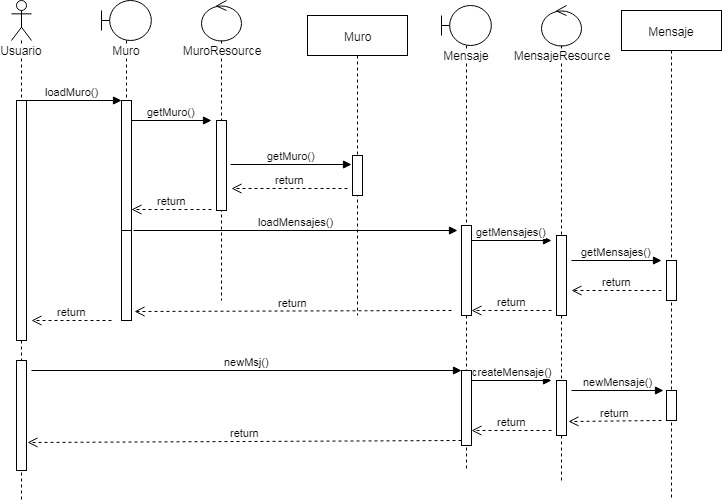 Usuario
Muro
MuroResource
Muro
Mensaje
MensajeResource
Mensaje
loadMuro()
getMuro()
getMuro()
return
return
loadMensajes()
getMensajes()
getMensajes()
return
return
return
return
newMsj()
createMensaje()
newMensaje()
return
return
return